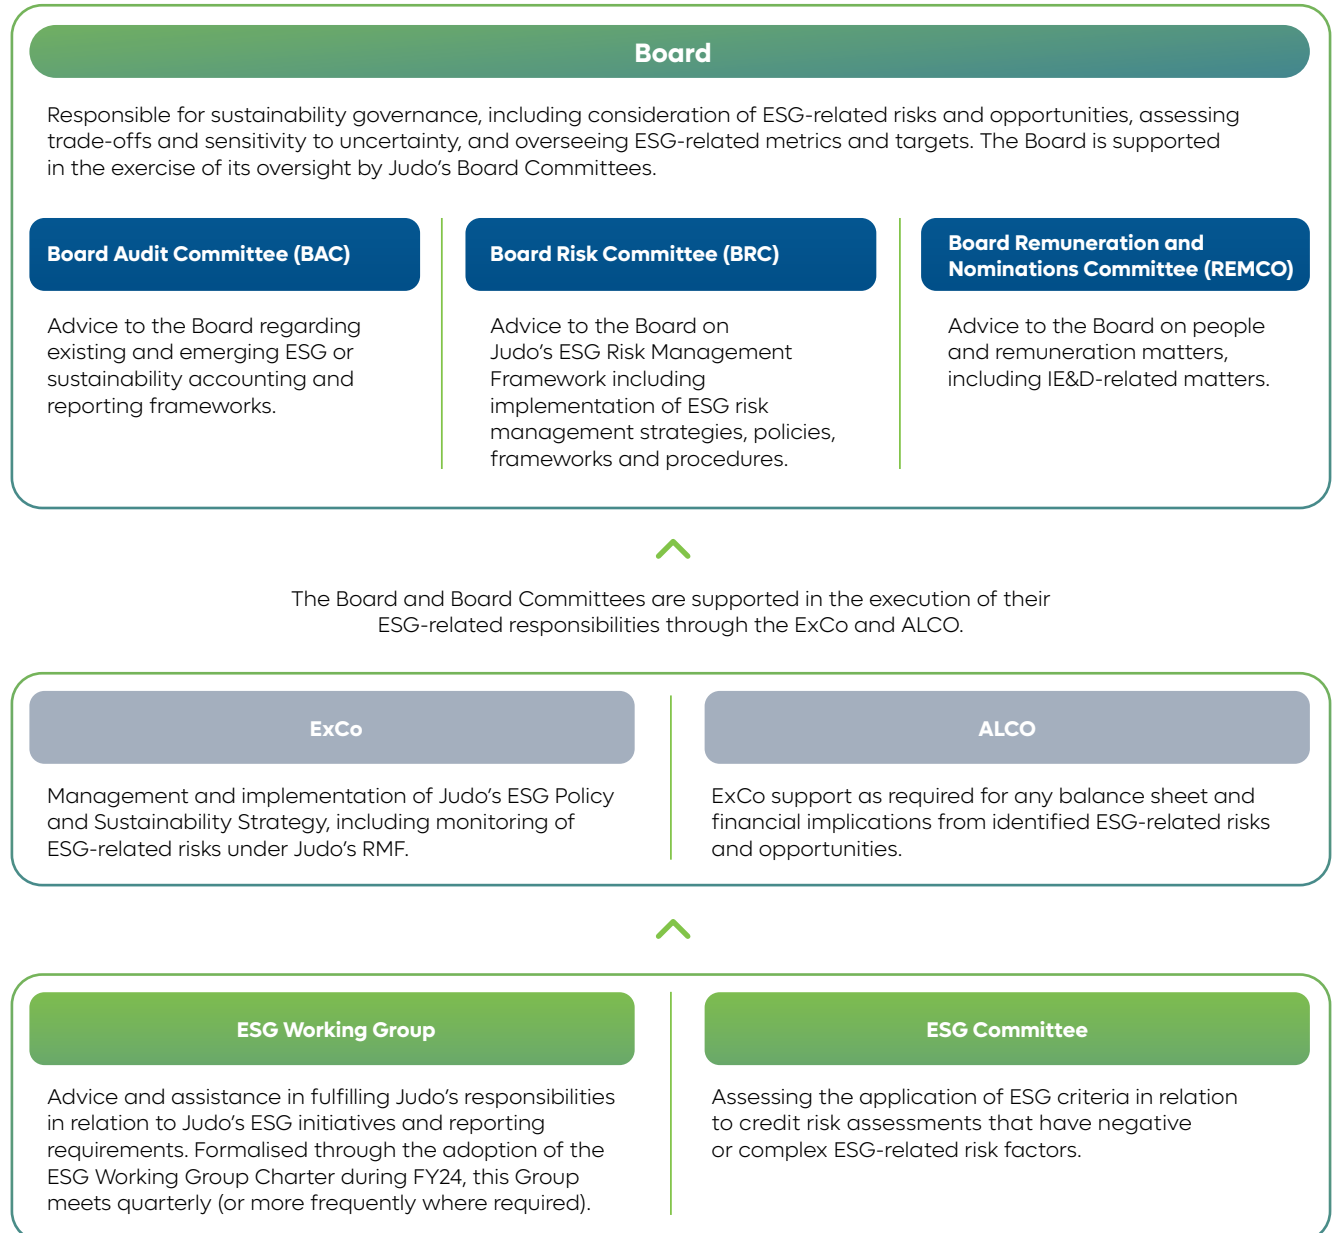 Board
Responsible for sustainability governance, including consideration of ESG-related risks and opportunities, assessing
trade-offs and sensitivity to uncertainty, and overseeing ESG-related metrics and targets. The Board is supported
in the exercise of its oversight by Judo’s Board Committees.
Board Audit Committee (BAC)
Advice to the Board regarding
existing and emerging ESG or
sustainability accounting and
reporting frameworks.
Board Risk Committee (BRC)
Advice to the Board on
Judo’s ESG Risk Management
Framework including
implementation of ESG risk
management strategies, policies,
frameworks and procedures.
Board Remuneration and
Nominations Committee (REMCO)
Advice to the Board on people
and remuneration matters,
including IE&D-related matters.
The Board and Board Committees are supported in the execution of their
ESG-related responsibilities through the ExCo and ALCO.
ExCo
Management and implementation of Judo’s ESG Policy
and Sustainability Strategy, including monitoring of
ESG-related risks under Judo’s RMF.
ALCO
ExCo support as required for any balance sheet and
financial implications from identified ESG-related risks
and opportunities.
ESG Working Group
Advice and assistance in fulfilling Judo’s responsibilities
in relation to Judo’s ESG initiatives and reporting
requirements. Formalised through the adoption of the
ESG Working Group Charter during FY24, this Group
meets quarterly (or more frequently where required).
ESG Committee
Assessing the application of ESG criteria in relation
to credit risk assessments that have negative
or complex ESG-related risk factors.